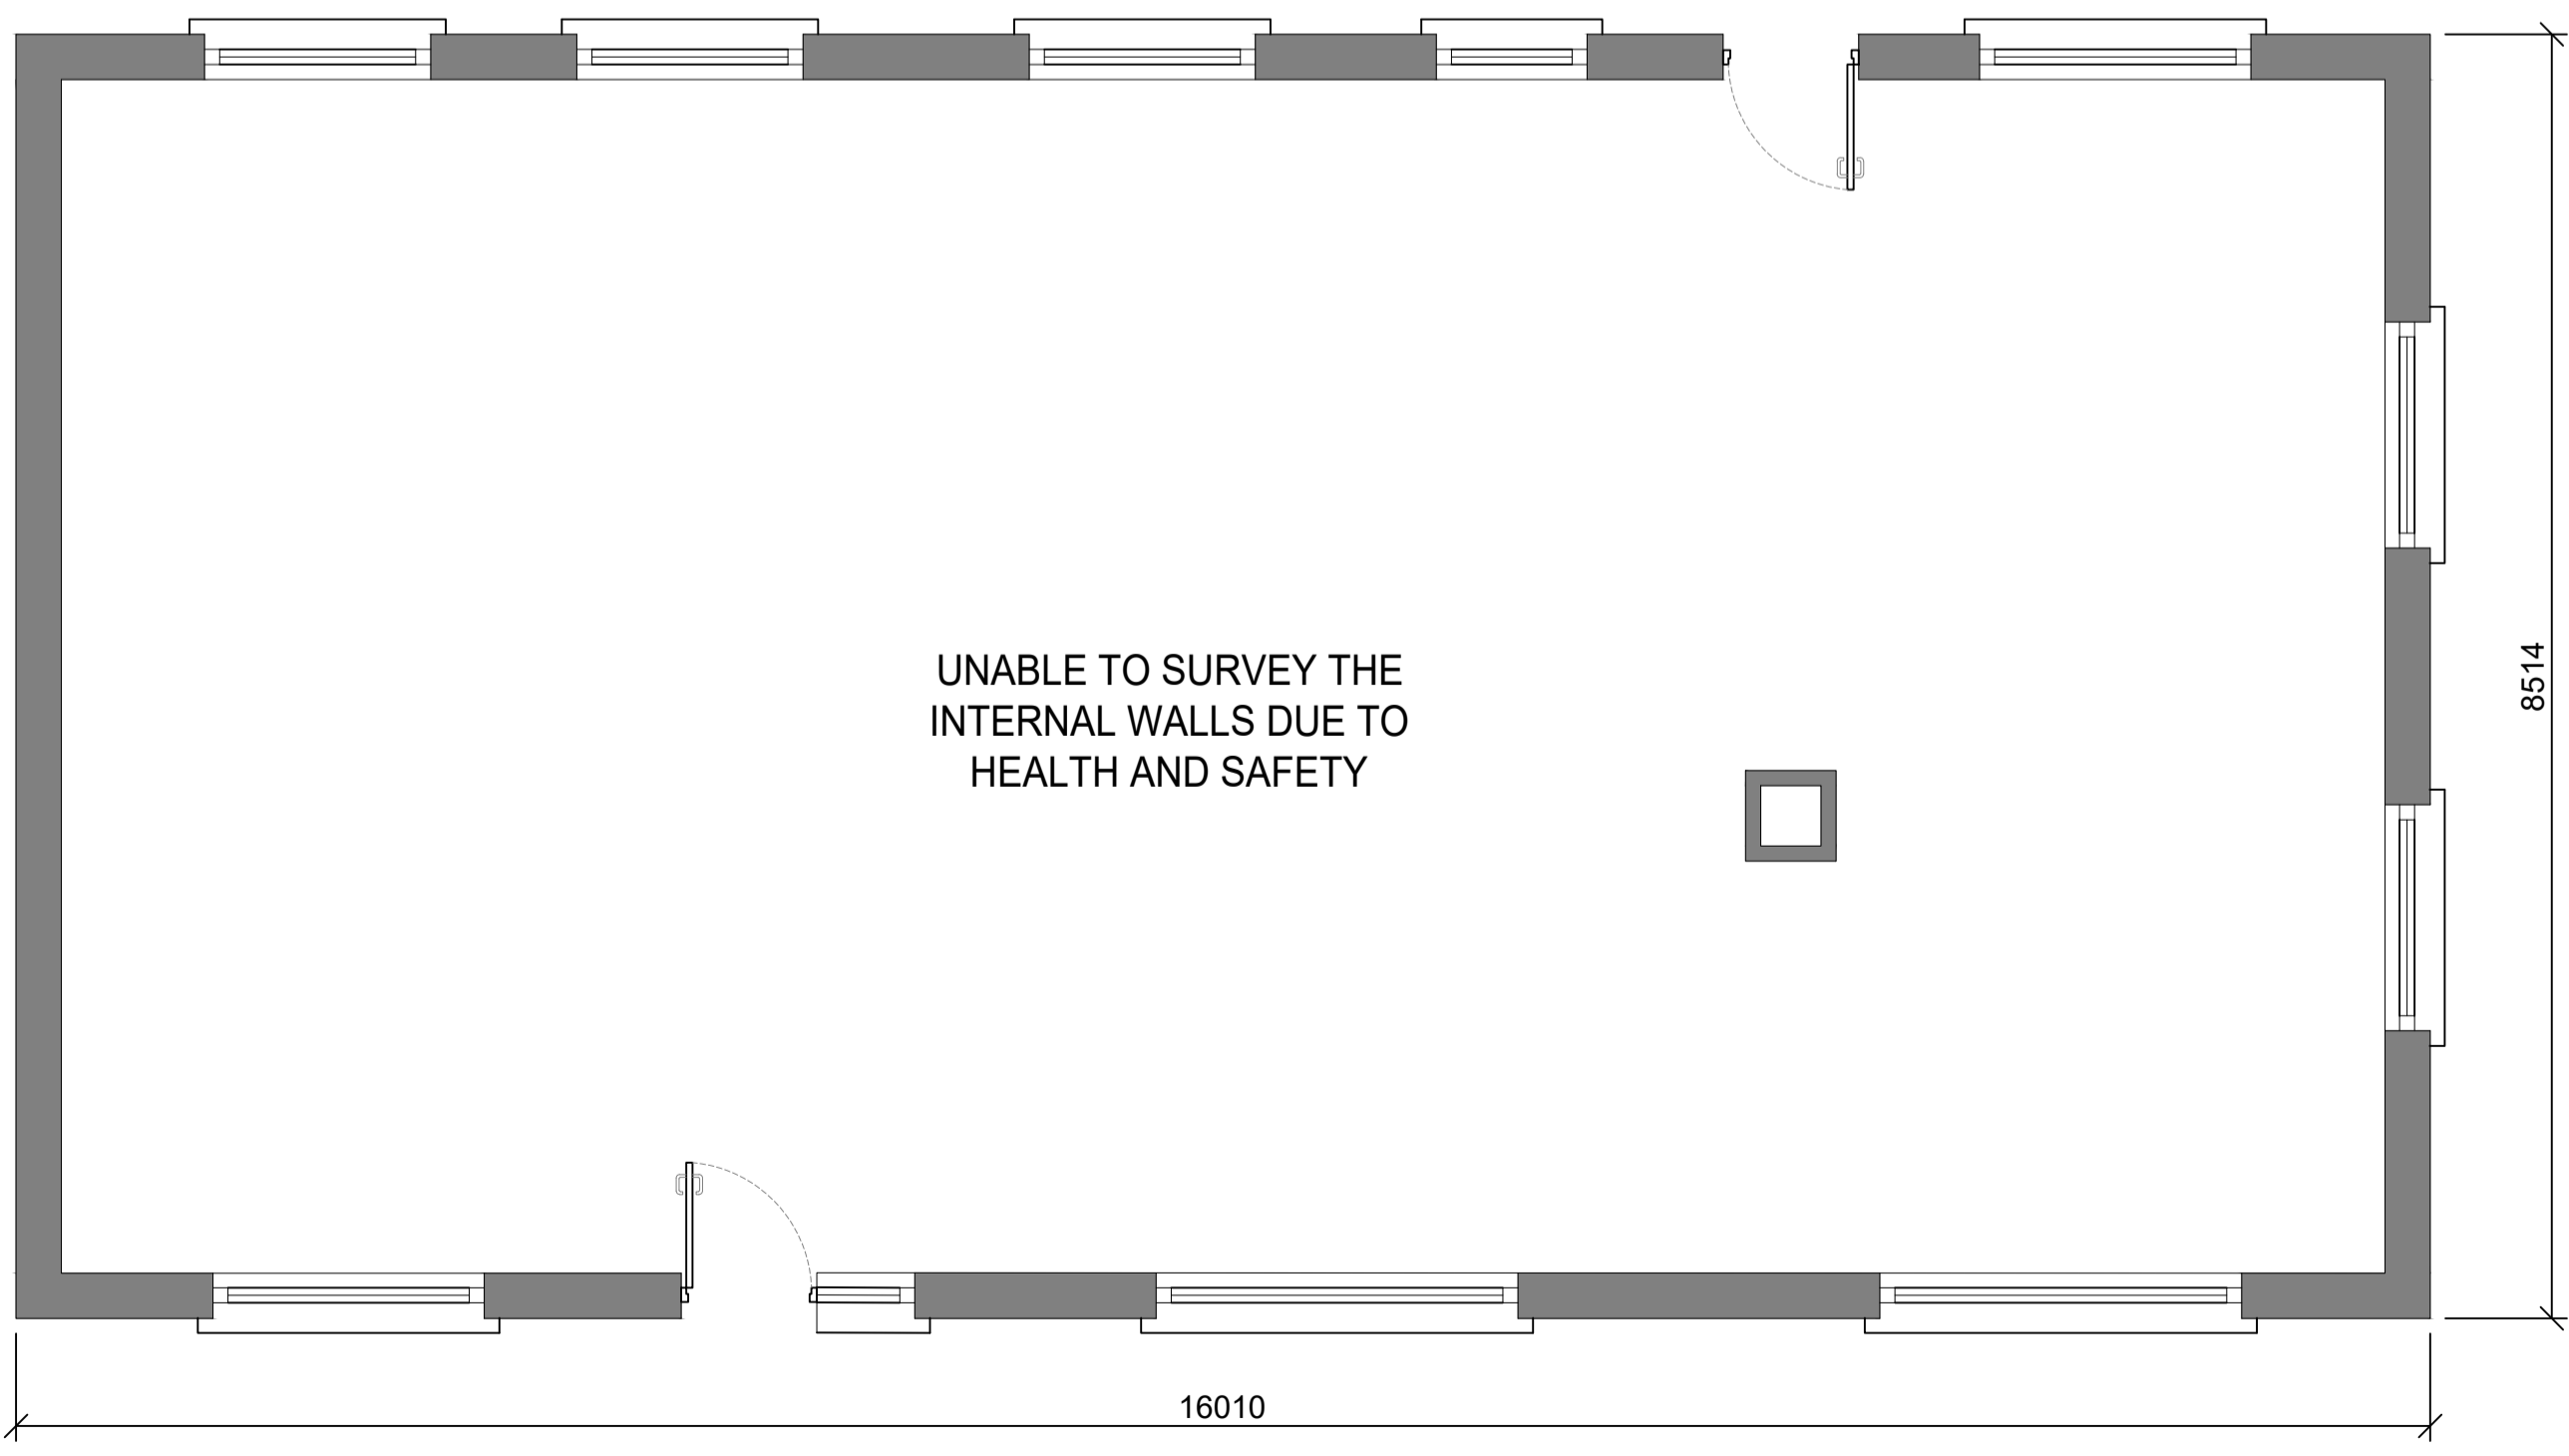 UNABLE TO SURVEY THE
INTERNAL WALLS DUE TO
HEALTH AND SAFETY
8514
16010